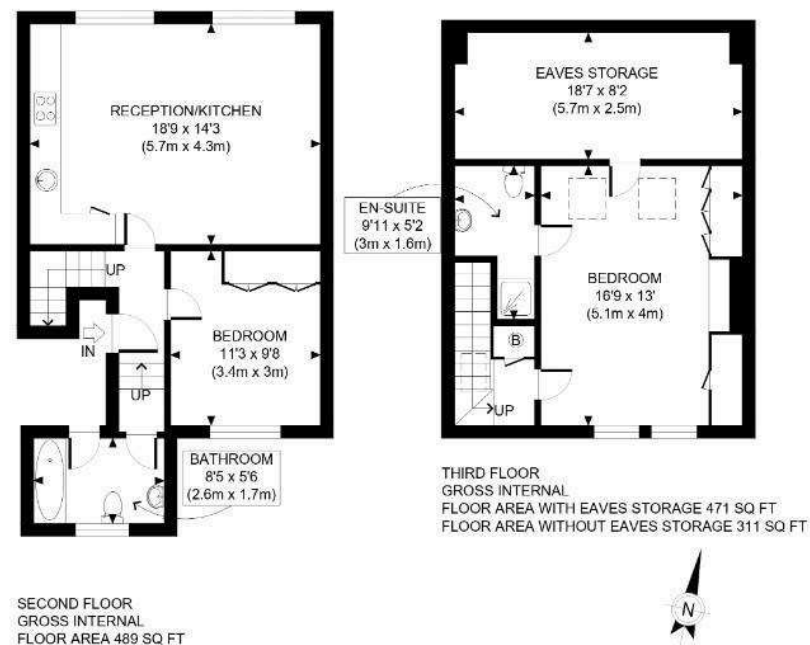 RECEPTION/KITCHEN
18'9 x 14'3
(5.7m x 4.3m)
UP
IN
UP
BEDROOM
11'3 x 9'8
(3.4m x 3m)
BATHROOM
8'5 x 5'6
(2.6m x 1.7m)
SECOND FLOOR
GROSS INTERNAL
FLOOR AREA 489 SQ FT
EAVES STORAGE
18'7 x 8'2
(5.7m x 2.5m)
EN-SUITE
9'11 x 5'2
(3m x 1.6m)
BEDROOM
16'9 x 13'
(5.1m x 4m)
B
UP
THIRD FLOOR
GROSS INTERNAL
FLOOR AREA WITH EAVES STORAGE 471 SQ FT
FLOOR AREA WITHOUT EAVES STORAGE 311 SQ FT
N